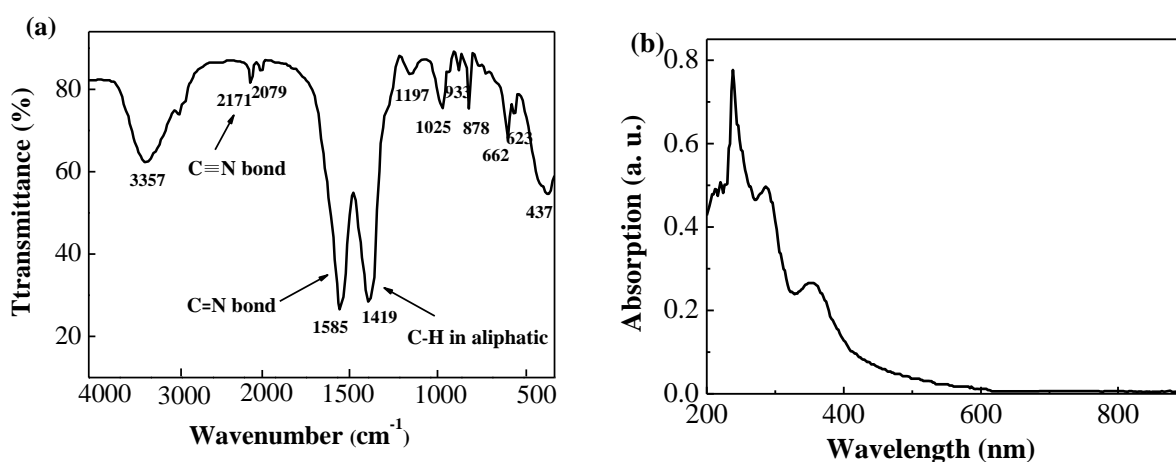 (a)
80
60
40
20
Ttransmittance (%)
3357
2171
2079
C≡N bond
C=N bond
1585
1419
C-H in aliphatic
1197
1025
933
878
662
623
437
4000 3000 2000 1500 1000 500
Wavenumber (cm⁻¹)
(b)
0.8
0.6
0.4
0.2
0.0
Absorption (a. u.)
200 400 600 800
Wavelength (nm)